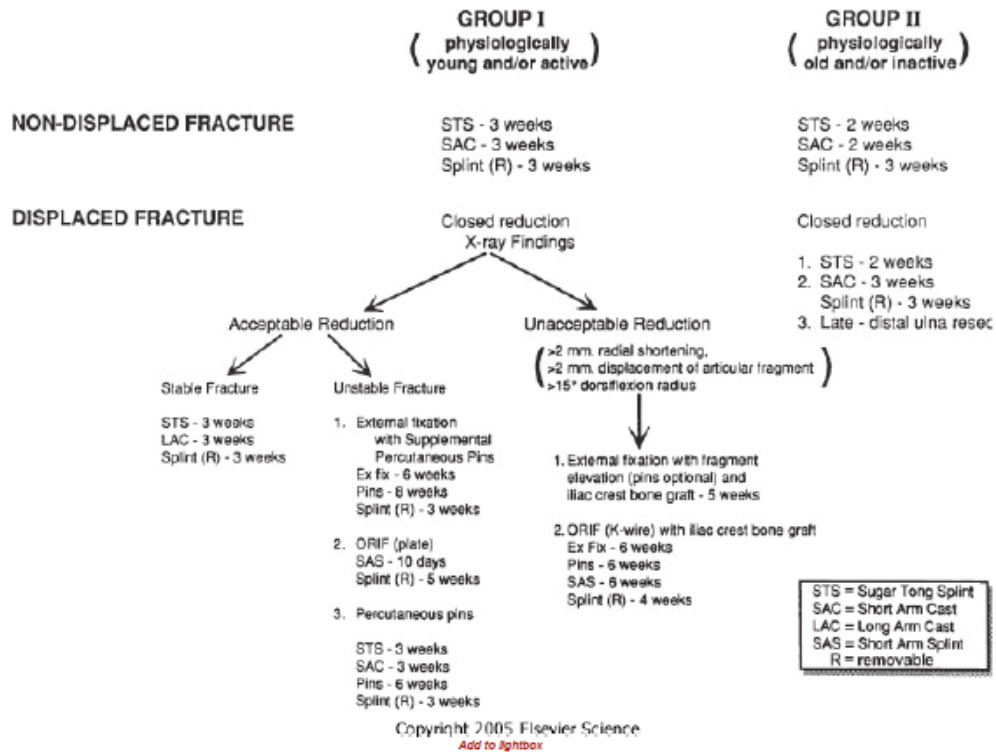 GROUP I
(physiologically
young and/or active)
GROUP II
(physiologically
old and/or inactive)
NON-DISPLACED FRACTURE
STS - 3 weeks
SAC - 3 weeks
Splint (R) - 3 weeks
STS - 2 weeks
SAC - 2 weeks
Splint (R) - 3 weeks
DISPLACED FRACTURE
Closed reduction
X-ray Findings
Closed reduction
1. STS - 2 weeks
2. SAC - 3 weeks
Splint (R) - 3 weeks
3. Late - distal ulna resec
Acceptable Reduction
Unacceptable Reduction
(>2 mm. radial shortening,
>2 mm. displacement of articular fragment
>15° dorsiflexion radius)
Stable Fracture
STS - 3 weeks
LAC - 3 weeks
Splint (R) - 3 weeks
Unstable Fracture
1. External fixation
with Supplemental
Percutaneous Pins
Ex fix - 6 weeks
Pins - 8 weeks
Splint (R) - 3 weeks
2. ORIF (plate)
SAS - 10 days
Splint (R) - 5 weeks
3. Percutaneous pins
STS - 3 weeks
SAC - 3 weeks
Pins - 6 weeks
Splint (R) - 3 weeks
1. External fixation with fragment
elevation (pins optional) and
iliac crest bone graft - 5 weeks
2. ORIF (K-wire) with iliac crest bone graft
Ex Fix - 6 weeks
Pins - 6 weeks
SAS - 6 weeks
Splint (R) - 4 weeks
STS = Sugar Tong Splint
SAC = Short Arm Cast
LAC = Long Arm Cast
SAS = Short Arm Splint
R = removable
Copyright 2005 Elsevier Science
Add to lightbox